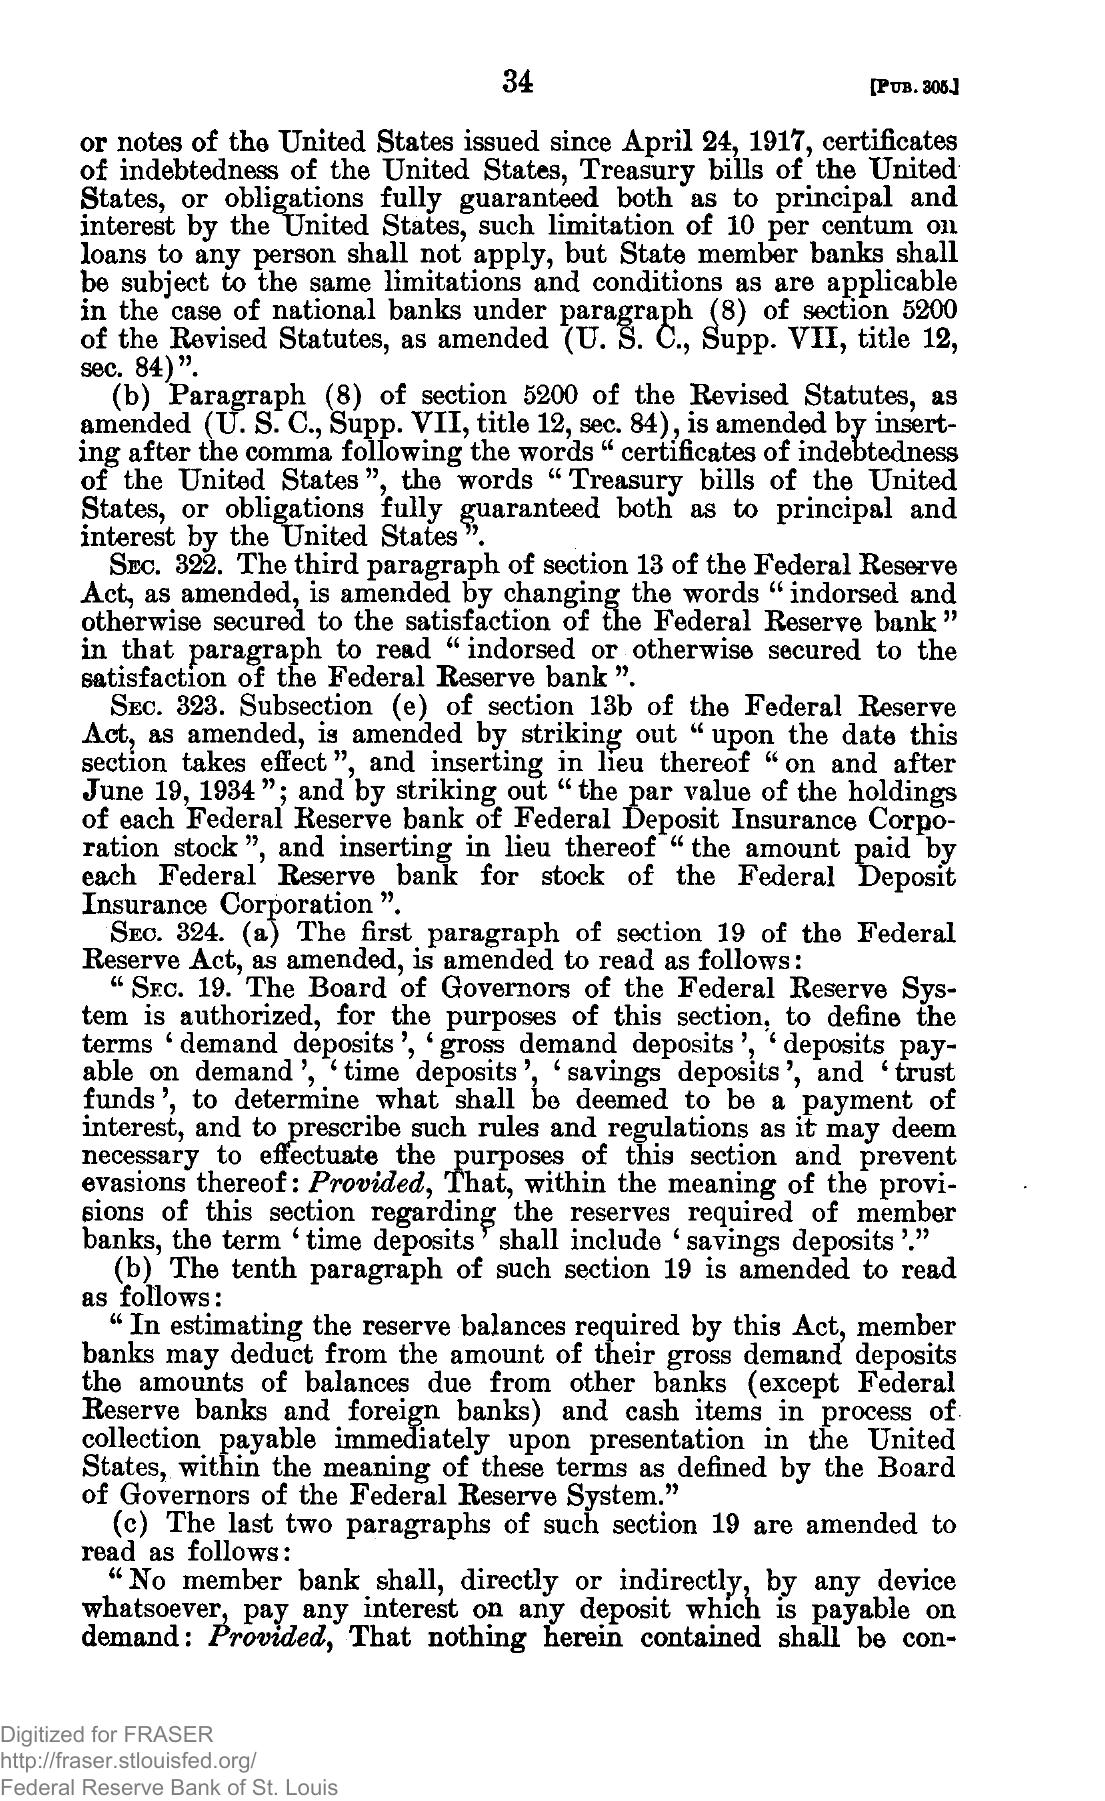 34
[PUB. 305.]
or notes of the United States issued since April 24, 1917, certificates
of indebtedness of the United States, Treasury bills of the United
States, or obligations fully guaranteed both as to principal and
interest by the United States, such limitation of 10 per centum on
loans to any person shall not apply, but State member banks shall
be subject to the same limitations and conditions as are applicable
in the case of national banks under paragraph (8) of section 5200
of the Revised Statutes, as amended (U. S. C., Supp. VII, title 12,
sec. 84)”.
(b) Paragraph (8) of section 5200 of the Revised Statutes, as
amended (U. S. C., Supp. VII, title 12, sec. 84), is amended by insert-
ing after the comma following the words “ certificates of indebtedness
of the United States ”, the words “ Treasury bills of the United
States, or obligations fully guaranteed both as to principal and
interest by the United States ”.
SEC. 322. The third paragraph of section 13 of the Federal Reserve
Act, as amended, is amended by changing the words “ indorsed and
otherwise secured to the satisfaction of the Federal Reserve bank ”
in that paragraph to read “ indorsed or otherwise secured to the
satisfaction of the Federal Reserve bank ”.
SEC. 323. Subsection (e) of section 13b of the Federal Reserve
Act, as amended, is amended by striking out “ upon the date this
section takes effect ”, and inserting in lieu thereof “ on and after
June 19, 1934 ”; and by striking out “ the par value of the holdings
of each Federal Reserve bank of Federal Deposit Insurance Corpo-
ration stock ”, and inserting in lieu thereof “ the amount paid by
each Federal Reserve bank for stock of the Federal Deposit
Insurance Corporation ”.
SEC. 324. (a) The first paragraph of section 19 of the Federal
Reserve Act, as amended, is amended to read as follows:
“ SEC. 19. The Board of Governors of the Federal Reserve Sys-
tem is authorized, for the purposes of this section, to define the
terms ‘ demand deposits ’, ‘ gross demand deposits ’, ‘ deposits pay-
able on demand ’, ‘ time deposits ’, ‘ savings deposits ’, and ‘ trust
funds ’, to determine what shall be deemed to be a payment of
interest, and to prescribe such rules and regulations as it may deem
necessary to effectuate the purposes of this section and prevent
evasions thereof: Provided, That, within the meaning of the provi-
sions of this section regarding the reserves required of member
banks, the term ‘ time deposits ’ shall include ‘ savings deposits ’.”
(b) The tenth paragraph of such section 19 is amended to read
as follows:
“ In estimating the reserve balances required by this Act, member
banks may deduct from the amount of their gross demand deposits
the amounts of balances due from other banks (except Federal
Reserve banks and foreign banks) and cash items in process of
collection payable immediately upon presentation in the United
States, within the meaning of these terms as defined by the Board
of Governors of the Federal Reserve System.”
(c) The last two paragraphs of such section 19 are amended to
read as follows:
“ No member bank shall, directly or indirectly, by any device
whatsoever, pay any interest on any deposit which is payable on
demand: Provided, That nothing herein contained shall be con-
Digitized for FRASER
http://fraser.stlouisfed.org/
Federal Reserve Bank of St. Louis